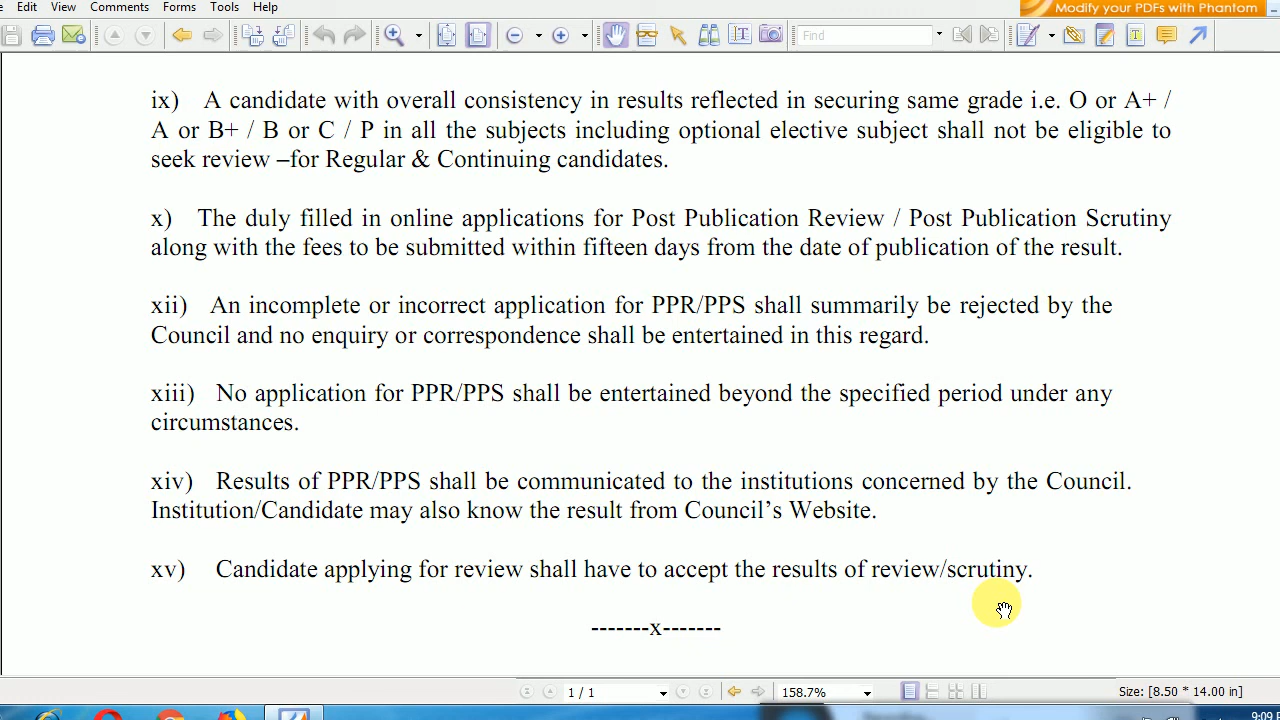 Edit View Comments Forms Tools Help
Modify your PDFs with Phantom
Find
ix) A candidate with overall consistency in results reflected in securing same grade i.e. O or A+ /
A or B+ / B or C / P in all the subjects including optional elective subject shall not be eligible to
seek review –for Regular & Continuing candidates.
x) The duly filled in online applications for Post Publication Review / Post Publication Scrutiny
along with the fees to be submitted within fifteen days from the date of publication of the result.
xii) An incomplete or incorrect application for PPR/PPS shall summarily be rejected by the
Council and no enquiry or correspondence shall be entertained in this regard.
xiii) No application for PPR/PPS shall be entertained beyond the specified period under any
circumstances.
xiv) Results of PPR/PPS shall be communicated to the institutions concerned by the Council.
Institution/Candidate may also know the result from Council's Website.
xv) Candidate applying for review shall have to accept the results of review/scrutiny.
-------x-------
1 / 1
158.7%
Size: [8.50 * 14.00 in]